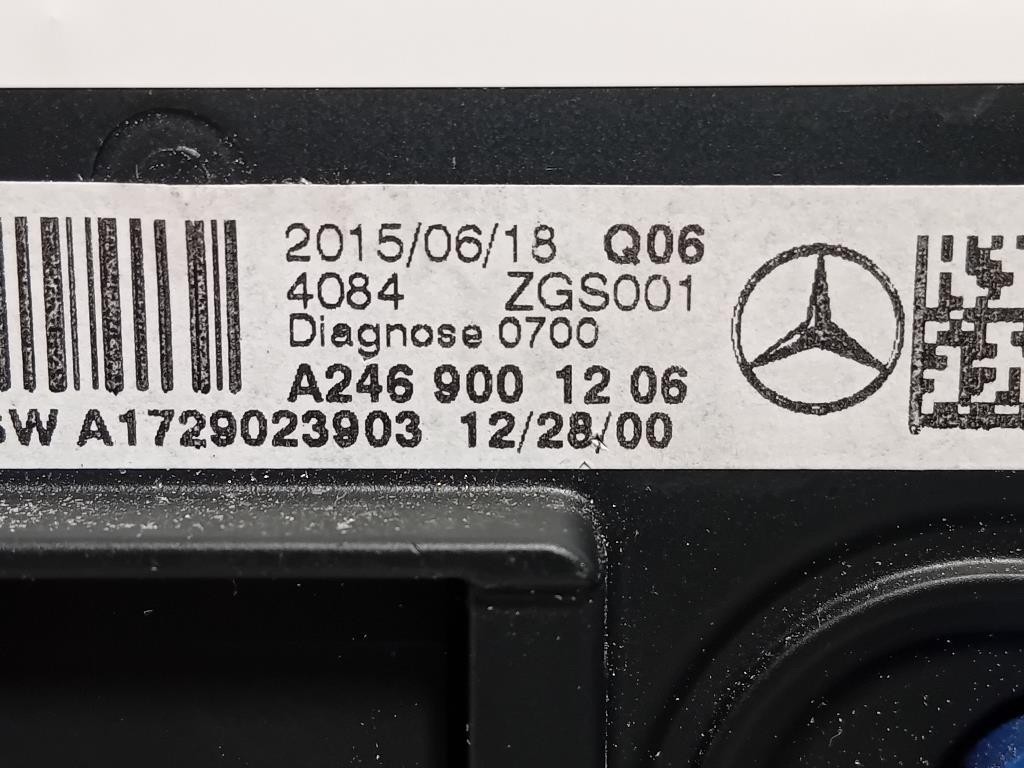 2015/06/18 Q06
4084 ZGS001
Diagnose 0700
A246 900 12 06
SW A1729023903 12/28/00